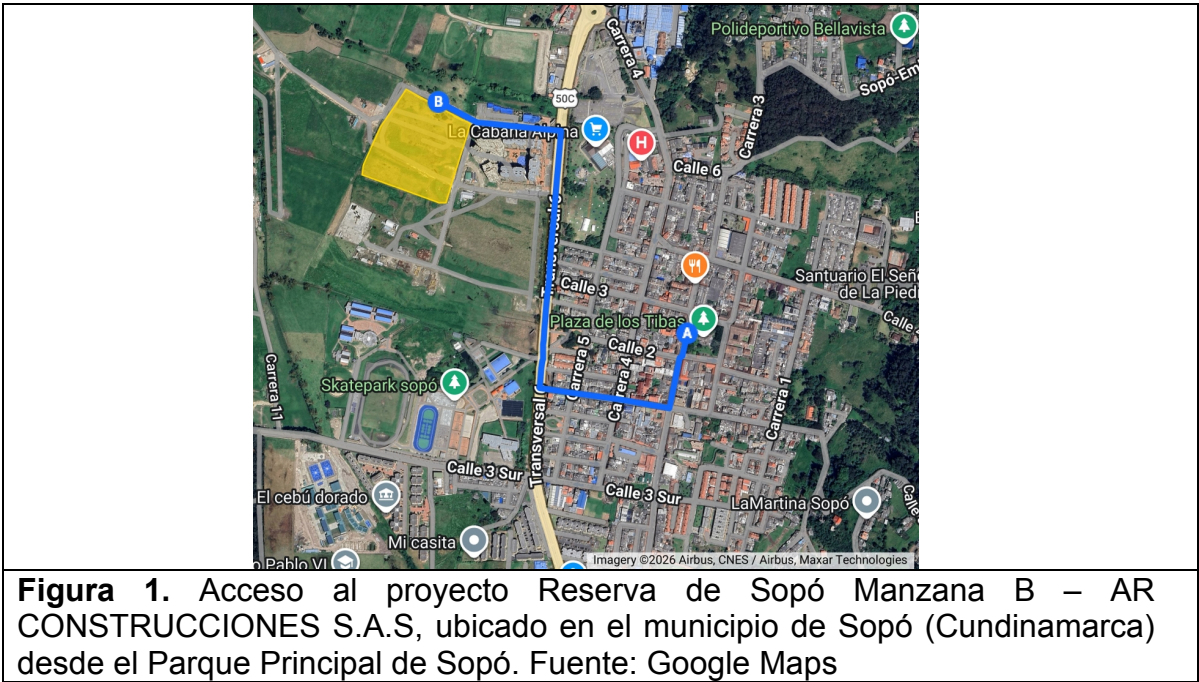 Carrera 4
Polideportivo Bellavista
B
50C
Sopó-Em
La Cabaña Alpina
H
Carrera 3
Calle 6
Calle 3
Santuario El Seño
de La Pied
Plaza de los Tibas
A
Calle
Calle 2
Carrera 5
Carrera 4
Skatepark sopó
Carrera 11
Carrera 1
Transversal
Calle 3 Sur
Calle 3 Sur
El cebú dorado
LaMartina Sopó
Calle
Mi casita
o Pablo VI
Imagery ©2026 Airbus, CNES / Airbus, Maxar Technologies
Figura 1. Acceso al proyecto Reserva de Sopó Manzana B – AR
CONSTRUCCIONES S.A.S, ubicado en el municipio de Sopó (Cundinamarca)
desde el Parque Principal de Sopó. Fuente: Google Maps